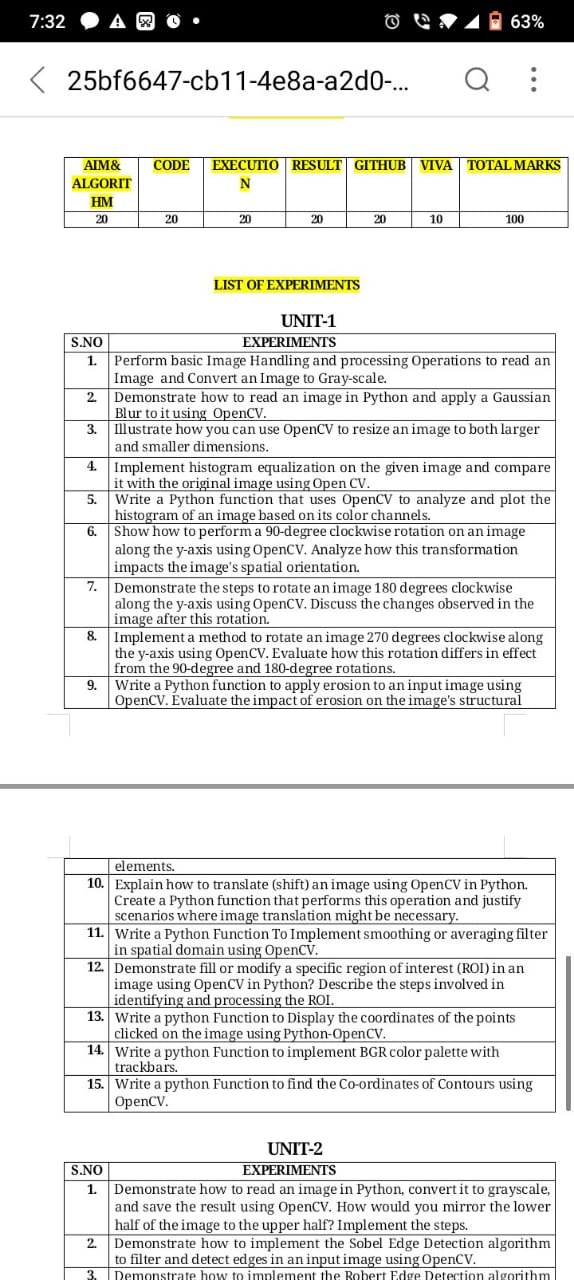 7:32
63%
25bf6647-cb11-4e8a-a2d0-...
AIM& ALGORITHM CODE EXECUTION RESULT GITHUB VIVA TOTAL MARKS
20 20 20 20 20 10 100
LIST OF EXPERIMENTS
UNIT-1
S.NO EXPERIMENTS
1. Perform basic Image Handling and processing Operations to read an
Image and Convert an Image to Gray-scale.
2. Demonstrate how to read an image in Python and apply a Gaussian
Blur to it using OpenCV.
3. Illustrate how you can use OpenCV to resize an image to both larger
and smaller dimensions.
4. Implement histogram equalization on the given image and compare
it with the original image using Open CV.
5. Write a Python function that uses OpenCV to analyze and plot the
histogram of an image based on its color channels.
6. Show how to perform a 90-degree clockwise rotation on an image
along the y-axis using OpenCV. Analyze how this transformation
impacts the image's spatial orientation.
7. Demonstrate the steps to rotate an image 180 degrees clockwise
along the y-axis using OpenCV. Discuss the changes observed in the
image after this rotation.
8. Implement a method to rotate an image 270 degrees clockwise along
the y-axis using OpenCV. Evaluate how this rotation differs in effect
from the 90-degree and 180-degree rotations.
9. Write a Python function to apply erosion to an input image using
OpenCV. Evaluate the impact of erosion on the image's structural
elements.
10. Explain how to translate (shift) an image using OpenCV in Python.
Create a Python function that performs this operation and justify
scenarios where image translation might be necessary.
11. Write a Python Function To Implement smoothing or averaging filter
in spatial domain using OpenCV.
12. Demonstrate fill or modify a specific region of interest (ROI) in an
image using OpenCV in Python? Describe the steps involved in
identifying and processing the ROI.
13. Write a python Function to Display the coordinates of the points
clicked on the image using Python-OpenCV.
14. Write a python Function to implement BGR color palette with
trackbars.
15. Write a python Function to find the Co-ordinates of Contours using
OpenCV.
UNIT-2
S.NO EXPERIMENTS
1. Demonstrate how to read an image in Python, convert it to grayscale,
and save the result using OpenCV. How would you mirror the lower
half of the image to the upper half? Implement the steps.
2. Demonstrate how to implement the Sobel Edge Detection algorithm
to filter and detect edges in an input image using OpenCV.
3. Demonstrate how to implement the Robert Edge Detection algorithm